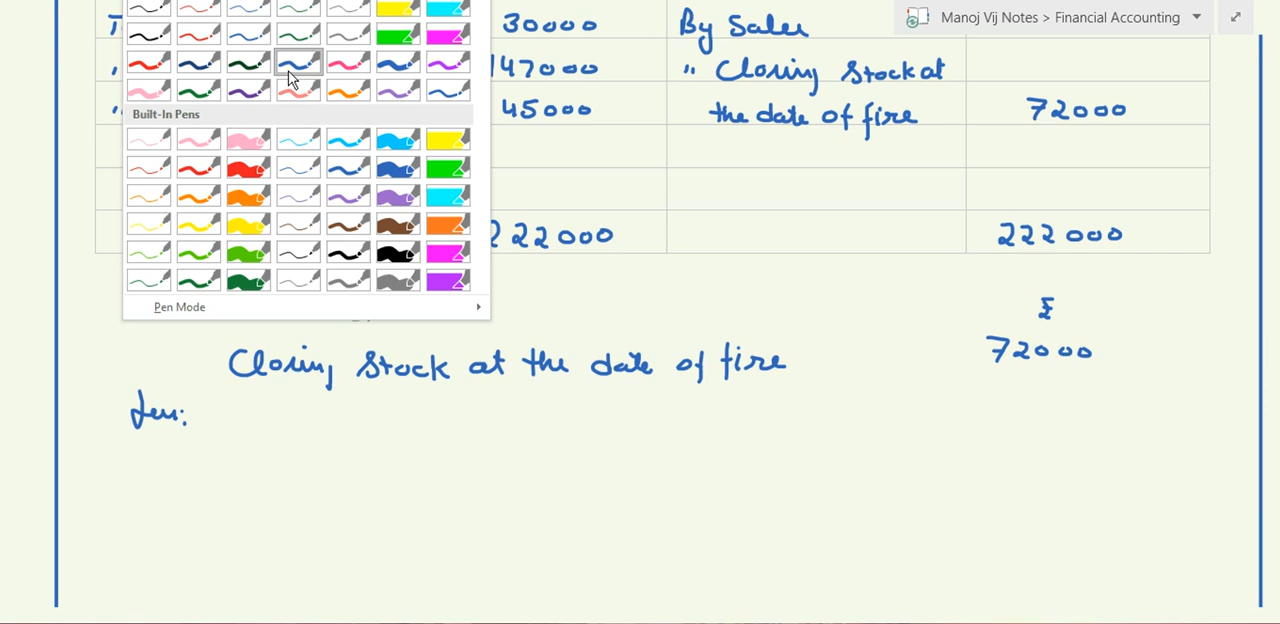 Manoj Vij Notes > Financial Accounting
30000 By Sales
147000 " Closing Stock at
45000 the date of fire 72000
222000 222000
Built-In Pens
Pen Mode
₹
Closing Stock at the date of fire 72000
Less: